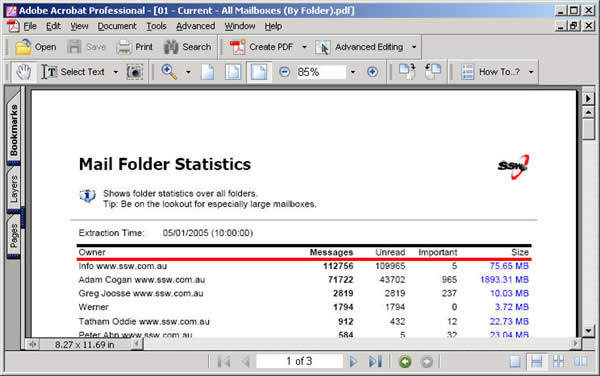 Adobe Acrobat Professional - [01 - Current - All Mailboxes (By Folder).pdf]
File Edit View Document Tools Advanced Window Help
Open Save Print Search Create PDF Advanced Editing
Select Text 85% How To..?
Bookmarks
Layers
Pages
Mail Folder Statistics
SSW
Shows folder statistics over all folders.
Tip: Be on the lookout for especially large mailboxes.
Extraction Time: 05/01/2005 (10:00:00)
Owner Messages Unread Important Size
Info www.ssw.com.au 112756 109965 5 75.65 MB
Adam Cogan www.ssw.com.au 71722 43702 965 1893.31 MB
Greg Joosse www.ssw.com.au 2819 2819 237 10.03 MB
Werner 1794 1794 0 3.72 MB
Tatham Oddie www.ssw.com.au 912 432 12 22.73 MB
Peter Ahn www.ssw.com.au 584 5 32 23.04 MB
8.27 x 11.69 in
1 of 3